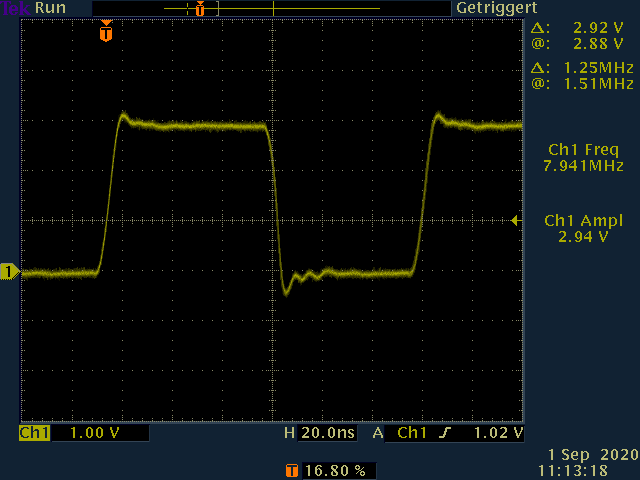 Tek Run
T
Getriggert
Δ: 2.92 V
@: 2.88 V
Δ: 1.25MHz
@: 1.51MHz
T
Ch1 Freq
7.941MHz
Ch1 Ampl
2.94 V
1
Ch1 1.00 V H 20.0ns A Ch1 1.02 V
T 16.80 %
1 Sep 2020
11:13:18